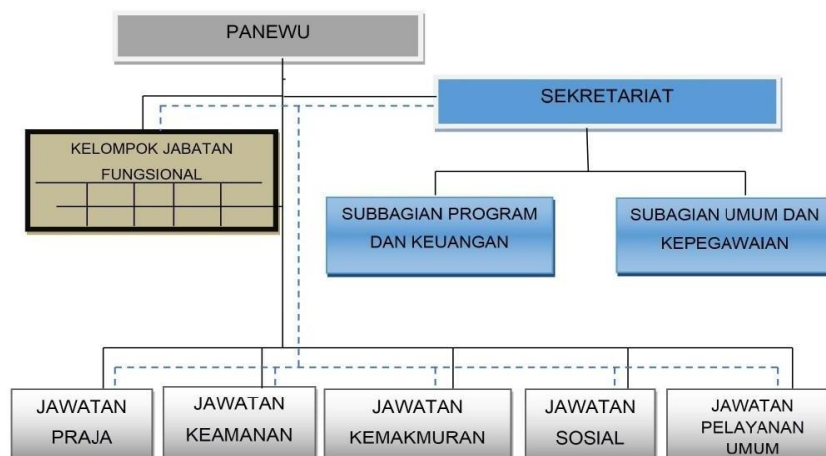 PANEWU
SEKRETARIAT
KELOMPOK JABATAN
FUNGSIONAL
SUBBAGIAN PROGRAM
DAN KEUANGAN
SUBAGIAN UMUM DAN
KEPEGAWAIAN
JAWATAN
PRAJA
JAWATAN
KEAMANAN
JAWATAN
KEMAKMURAN
JAWATAN
SOSIAL
JAWATAN
PELAYANAN
UMUM